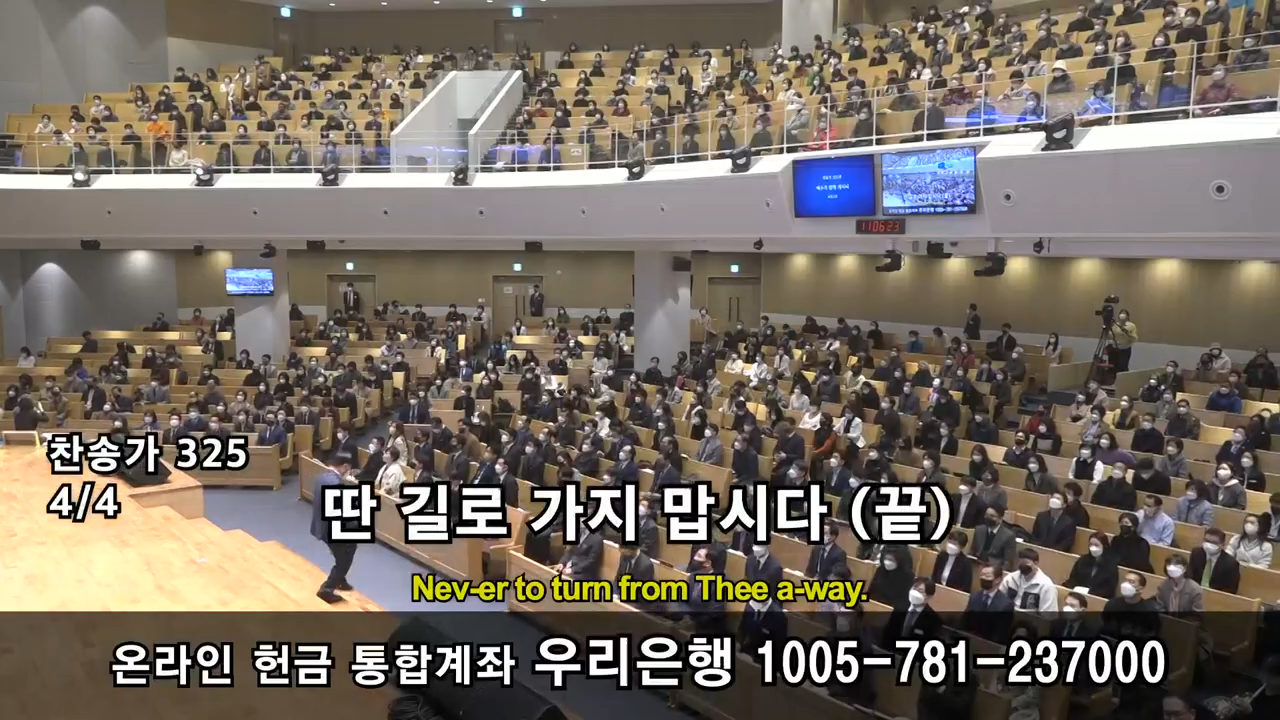 110623
찬송가 325
4/4
딴 길로 가지 맙시다 (끝)
Nev-er to turn from Thee a-way.
온라인 헌금 통합계좌 우리은행 1005-781-237000